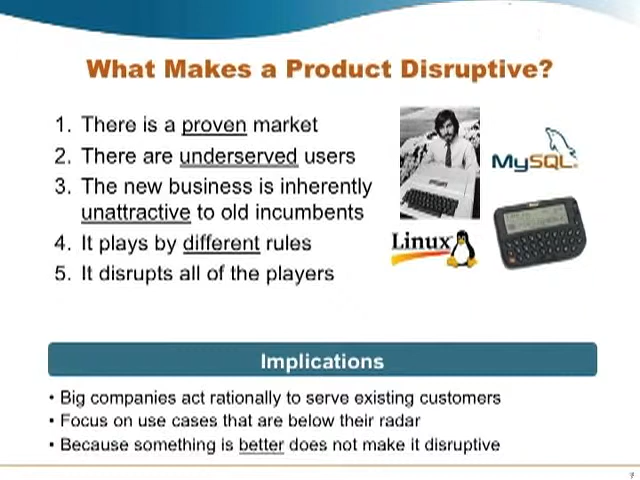 What Makes a Product Disruptive?
1. There is a proven market
2. There are underserved users
3. The new business is inherently
unattractive to old incumbents
4. It plays by different rules
5. It disrupts all of the players
MySQL
Linux
Implications
• Big companies act rationally to serve existing customers
• Focus on use cases that are below their radar
• Because something is better does not make it disruptive